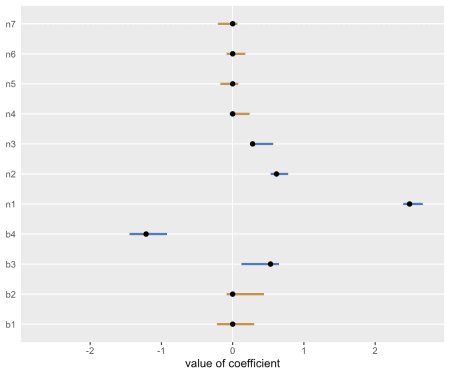 n7
n6
n5
n4
n3
n2
n1
b4
b3
b2
b1
-2 -1 0 1 2
value of coefficient